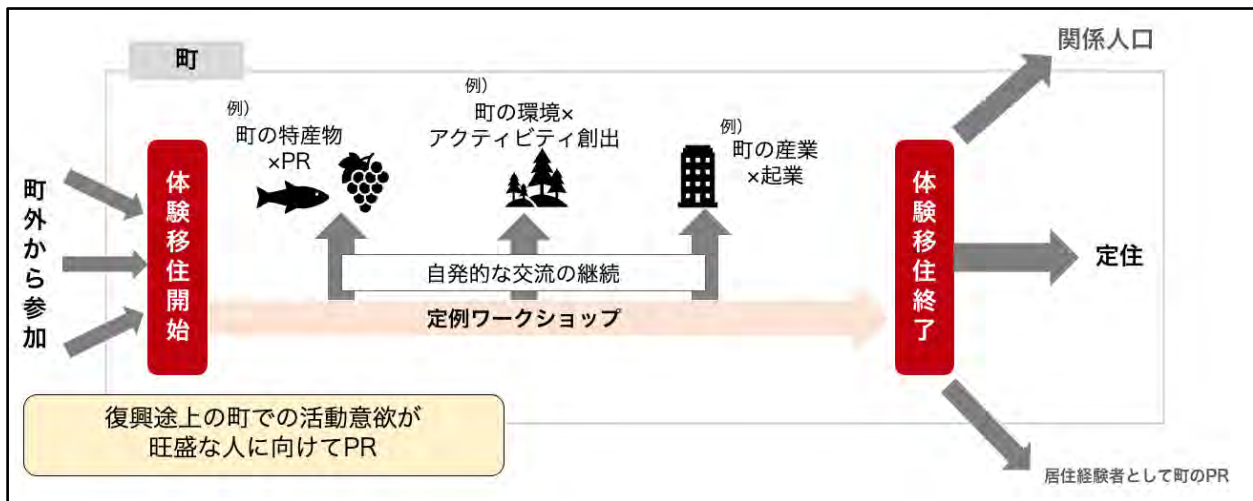 町
関係人口
例）
町の特産物
×PR
例）
町の環境×
アクティビティ創出
例）
町の産業
×起業
町外から参加
体験移住開始
自発的な交流の継続
定例ワークショップ
体験移住終了
定住
復興途上の町での活動意欲が
旺盛な人に向けてPR
居住経験者として町のPR